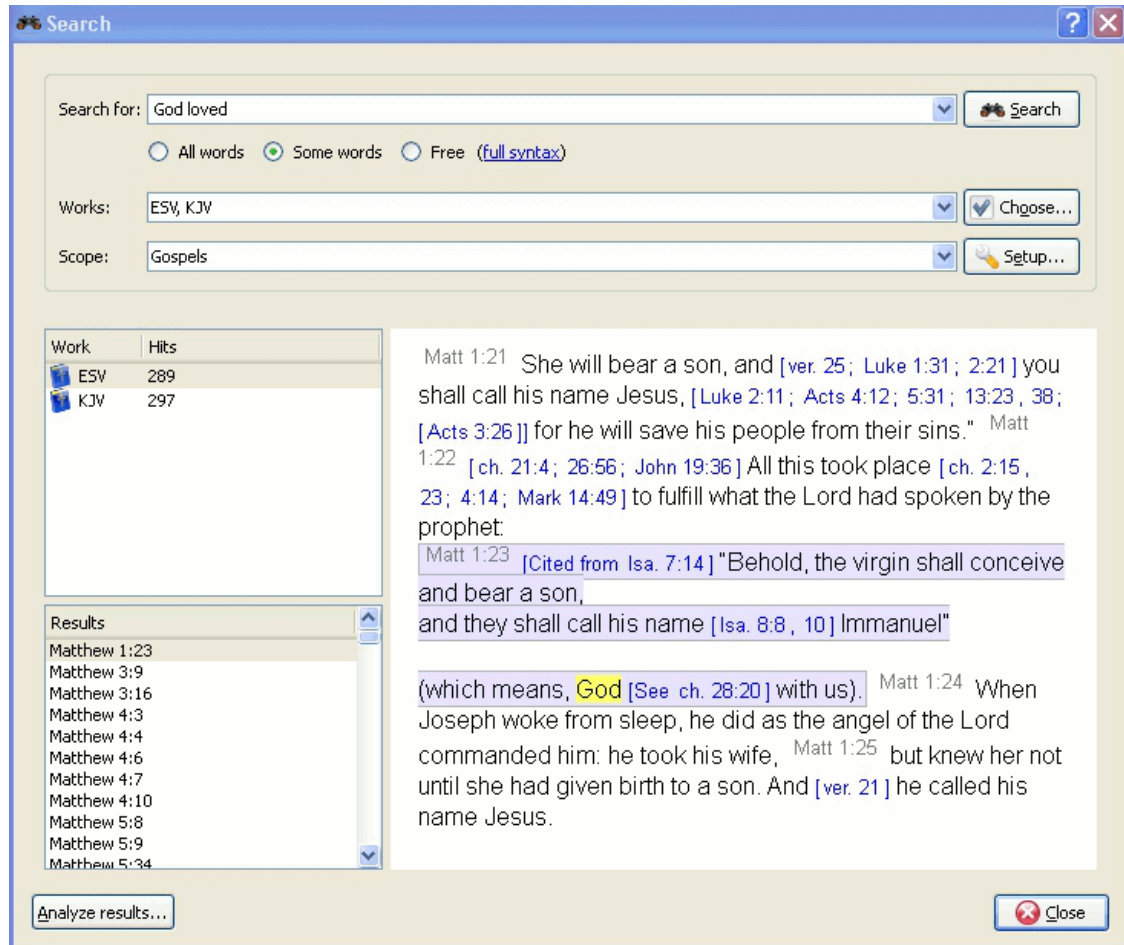 Search
Search for: God loved Search
All words Some words Free (full syntax)
Works: ESV, KJV Choose...
Scope: Gospels Setup...
Work Hits
ESV 289
KJV 297
Results
Matthew 1:23
Matthew 3:9
Matthew 3:16
Matthew 4:3
Matthew 4:4
Matthew 4:6
Matthew 4:7
Matthew 4:10
Matthew 5:8
Matthew 5:9
Matthew 5:34
Matt 1:21 She will bear a son, and [ver. 25; Luke 1:31; 2:21] you
shall call his name Jesus, [Luke 2:11; Acts 4:12; 5:31; 13:23, 38;
[Acts 3:26]] for he will save his people from their sins." Matt
1:22 [ch. 21:4; 26:56; John 19:36] All this took place [ch. 2:15,
23; 4:14; Mark 14:49] to fulfill what the Lord had spoken by the
prophet:
Matt 1:23 [Cited from Isa. 7:14] "Behold, the virgin shall conceive
and bear a son,
and they shall call his name [Isa. 8:8, 10] Immanuel"
(which means, God [See ch. 28:20] with us). Matt 1:24 When
Joseph woke from sleep, he did as the angel of the Lord
commanded him: he took his wife, Matt 1:25 but knew her not
until she had given birth to a son. And [ver. 21] he called his
name Jesus.
Analyze results... Close